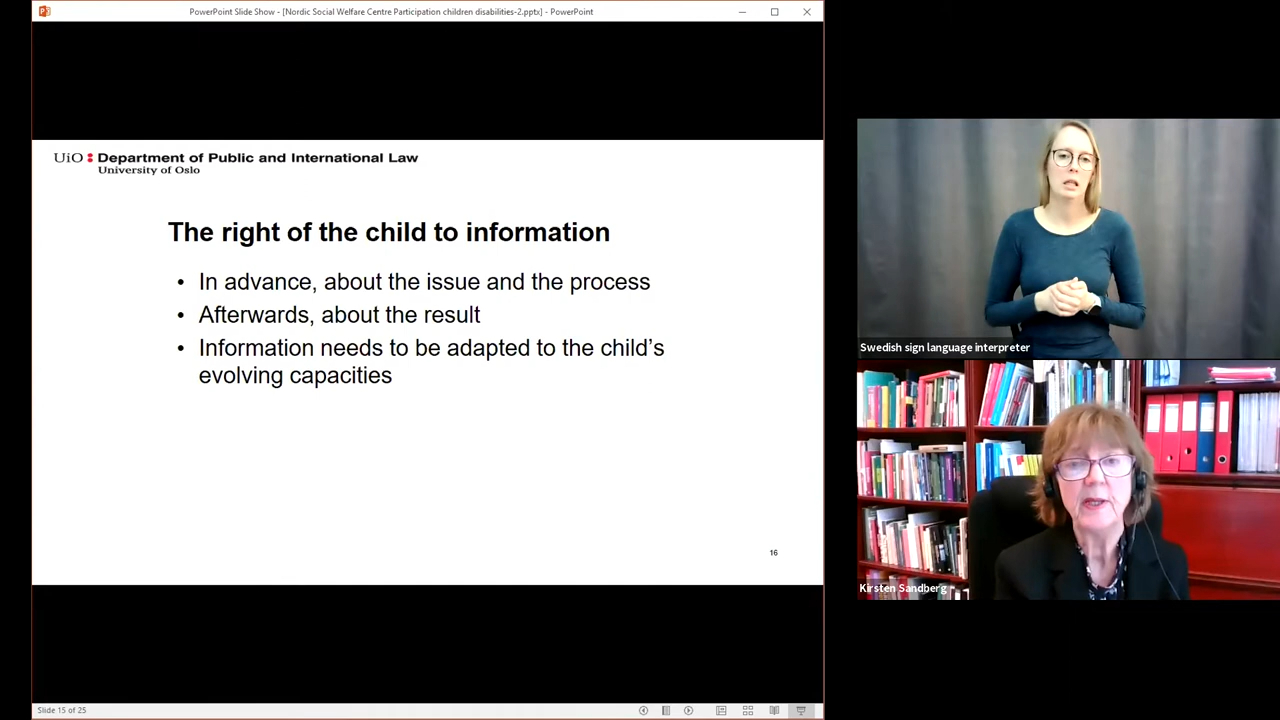 PowerPoint Slide Show - [Nordic Social Welfare Centre Participation children disabilities-2.pptx] - PowerPoint
UiO Department of Public and International Law
University of Oslo
The right of the child to information
• In advance, about the issue and the process
• Afterwards, about the result
• Information needs to be adapted to the child’s
evolving capacities
16
Slide 15 of 25
Swedish sign language interpreter
Kirsten Sandberg